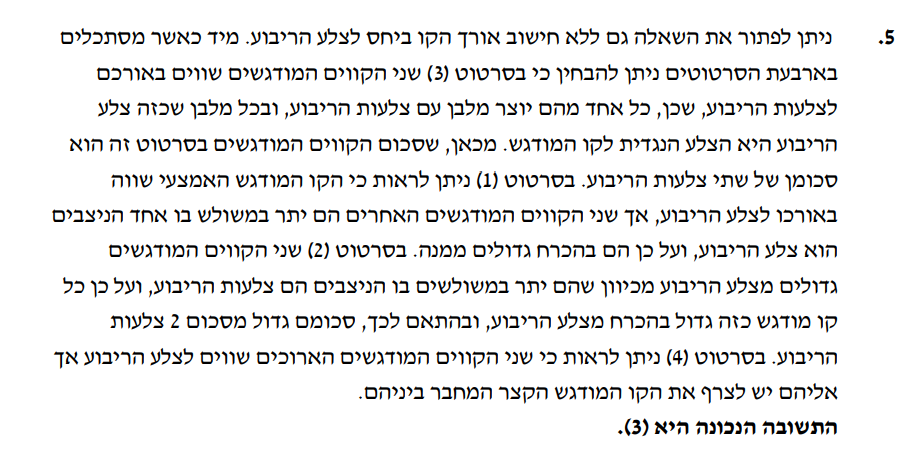 5. ניתן לפתור את השאלה גם ללא חישוב אורך הקו ביחס לצלע הריבוע. מיד כאשר מסתכלים
בארבעת הסרטוטים ניתן להבחין כי בסרטוט (3) שני הקווים המודגשים שווים באורכם
לצלעות הריבוע, שכן, כל אחד מהם יוצר מלבן עם צלעות הריבוע, ובכל מלבן שכזה צלע
הריבוע היא הצלע הנגדית לקו המודגש. מכאן, שסכום הקווים המודגשים בסרטוט זה הוא
סכומן של שתי צלעות הריבוע. בסרטוט (1) ניתן לראות כי הקו המודגש האמצעי שווה
באורכו לצלע הריבוע, אך שני הקווים המודגשים האחרים הם יתר במשולש בו אחד הניצבים
הוא צלע הריבוע, ועל כן הם בהכרח גדולים ממנה. בסרטוט (2) שני הקווים המודגשים
גדולים מצלע הריבוע מכיוון שהם יתר במשולשים בו הניצבים הם צלעות הריבוע, ועל כן כל
קו מודגש כזה גדול בהכרח מצלע הריבוע, ובהתאם לכך, סכומם גדול מסכום 2 צלעות
הריבוע. בסרטוט (4) ניתן לראות כי שני הקווים המודגשים הארוכים שווים לצלע הריבוע אך
אליהם יש לצרף את הקו המודגש הקצר המחבר ביניהם.
התשובה הנכונה היא (3).